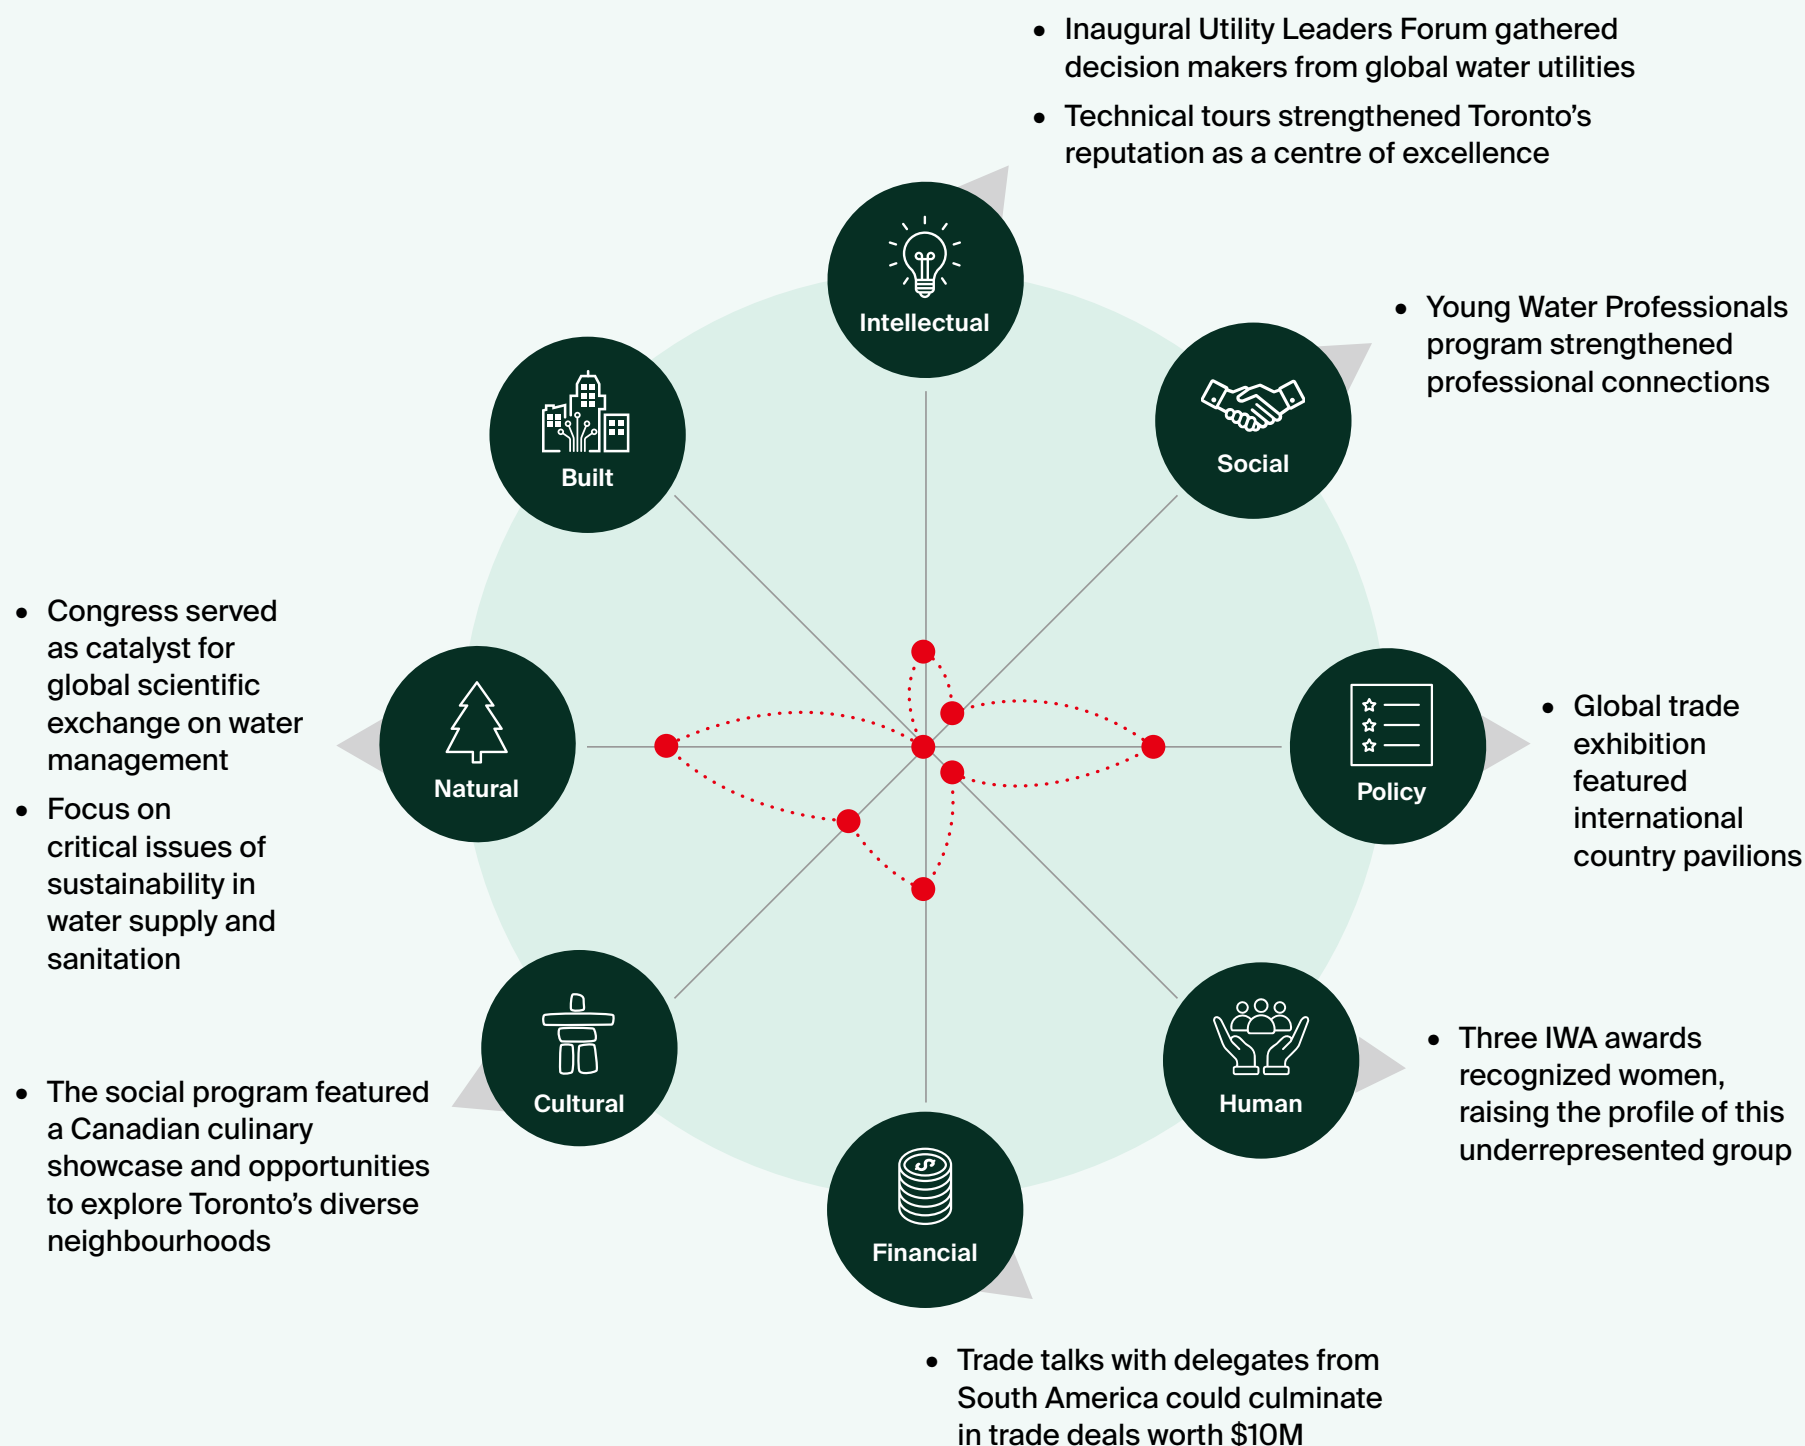 • Inaugural Utility Leaders Forum gathered
decision makers from global water utilities
• Technical tours strengthened Toronto’s
reputation as a centre of excellence
Intellectual
• Young Water Professionals
program strengthened
professional connections
Social
Built
• Congress served
as catalyst for
global scientific
exchange on water
management
• Focus on
critical issues of
sustainability in
water supply and
sanitation
Natural
Policy
• Global trade
exhibition
featured
international
country pavilions
• The social program featured
a Canadian culinary
showcase and opportunities
to explore Toronto’s diverse
neighbourhoods
Cultural
Human
• Three IWA awards
recognized women,
raising the profile of this
underrepresented group
$
Financial
• Trade talks with delegates from
South America could culminate
in trade deals worth $10M